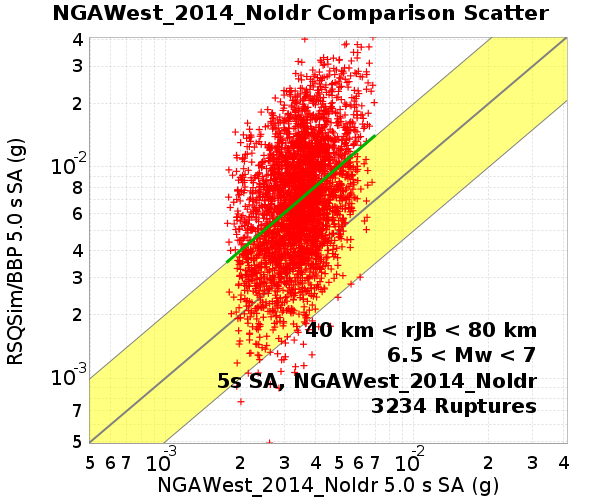 NGAWest_2014_NoIdr Comparison Scatter
4
3
2
10-2
8
6
4
3
2
10-3
7
5
RSQSim/BBP 5.0 s SA (g)
40 km < rJB < 80 km
6.5 < Mw < 7
5s SA, NGAWest_2014_NoIdr
3234 Ruptures
5 6 7 10-3 2 3 4 5 6 7 10-2 2 3 4
NGAWest_2014_NoIdr 5.0 s SA (g)